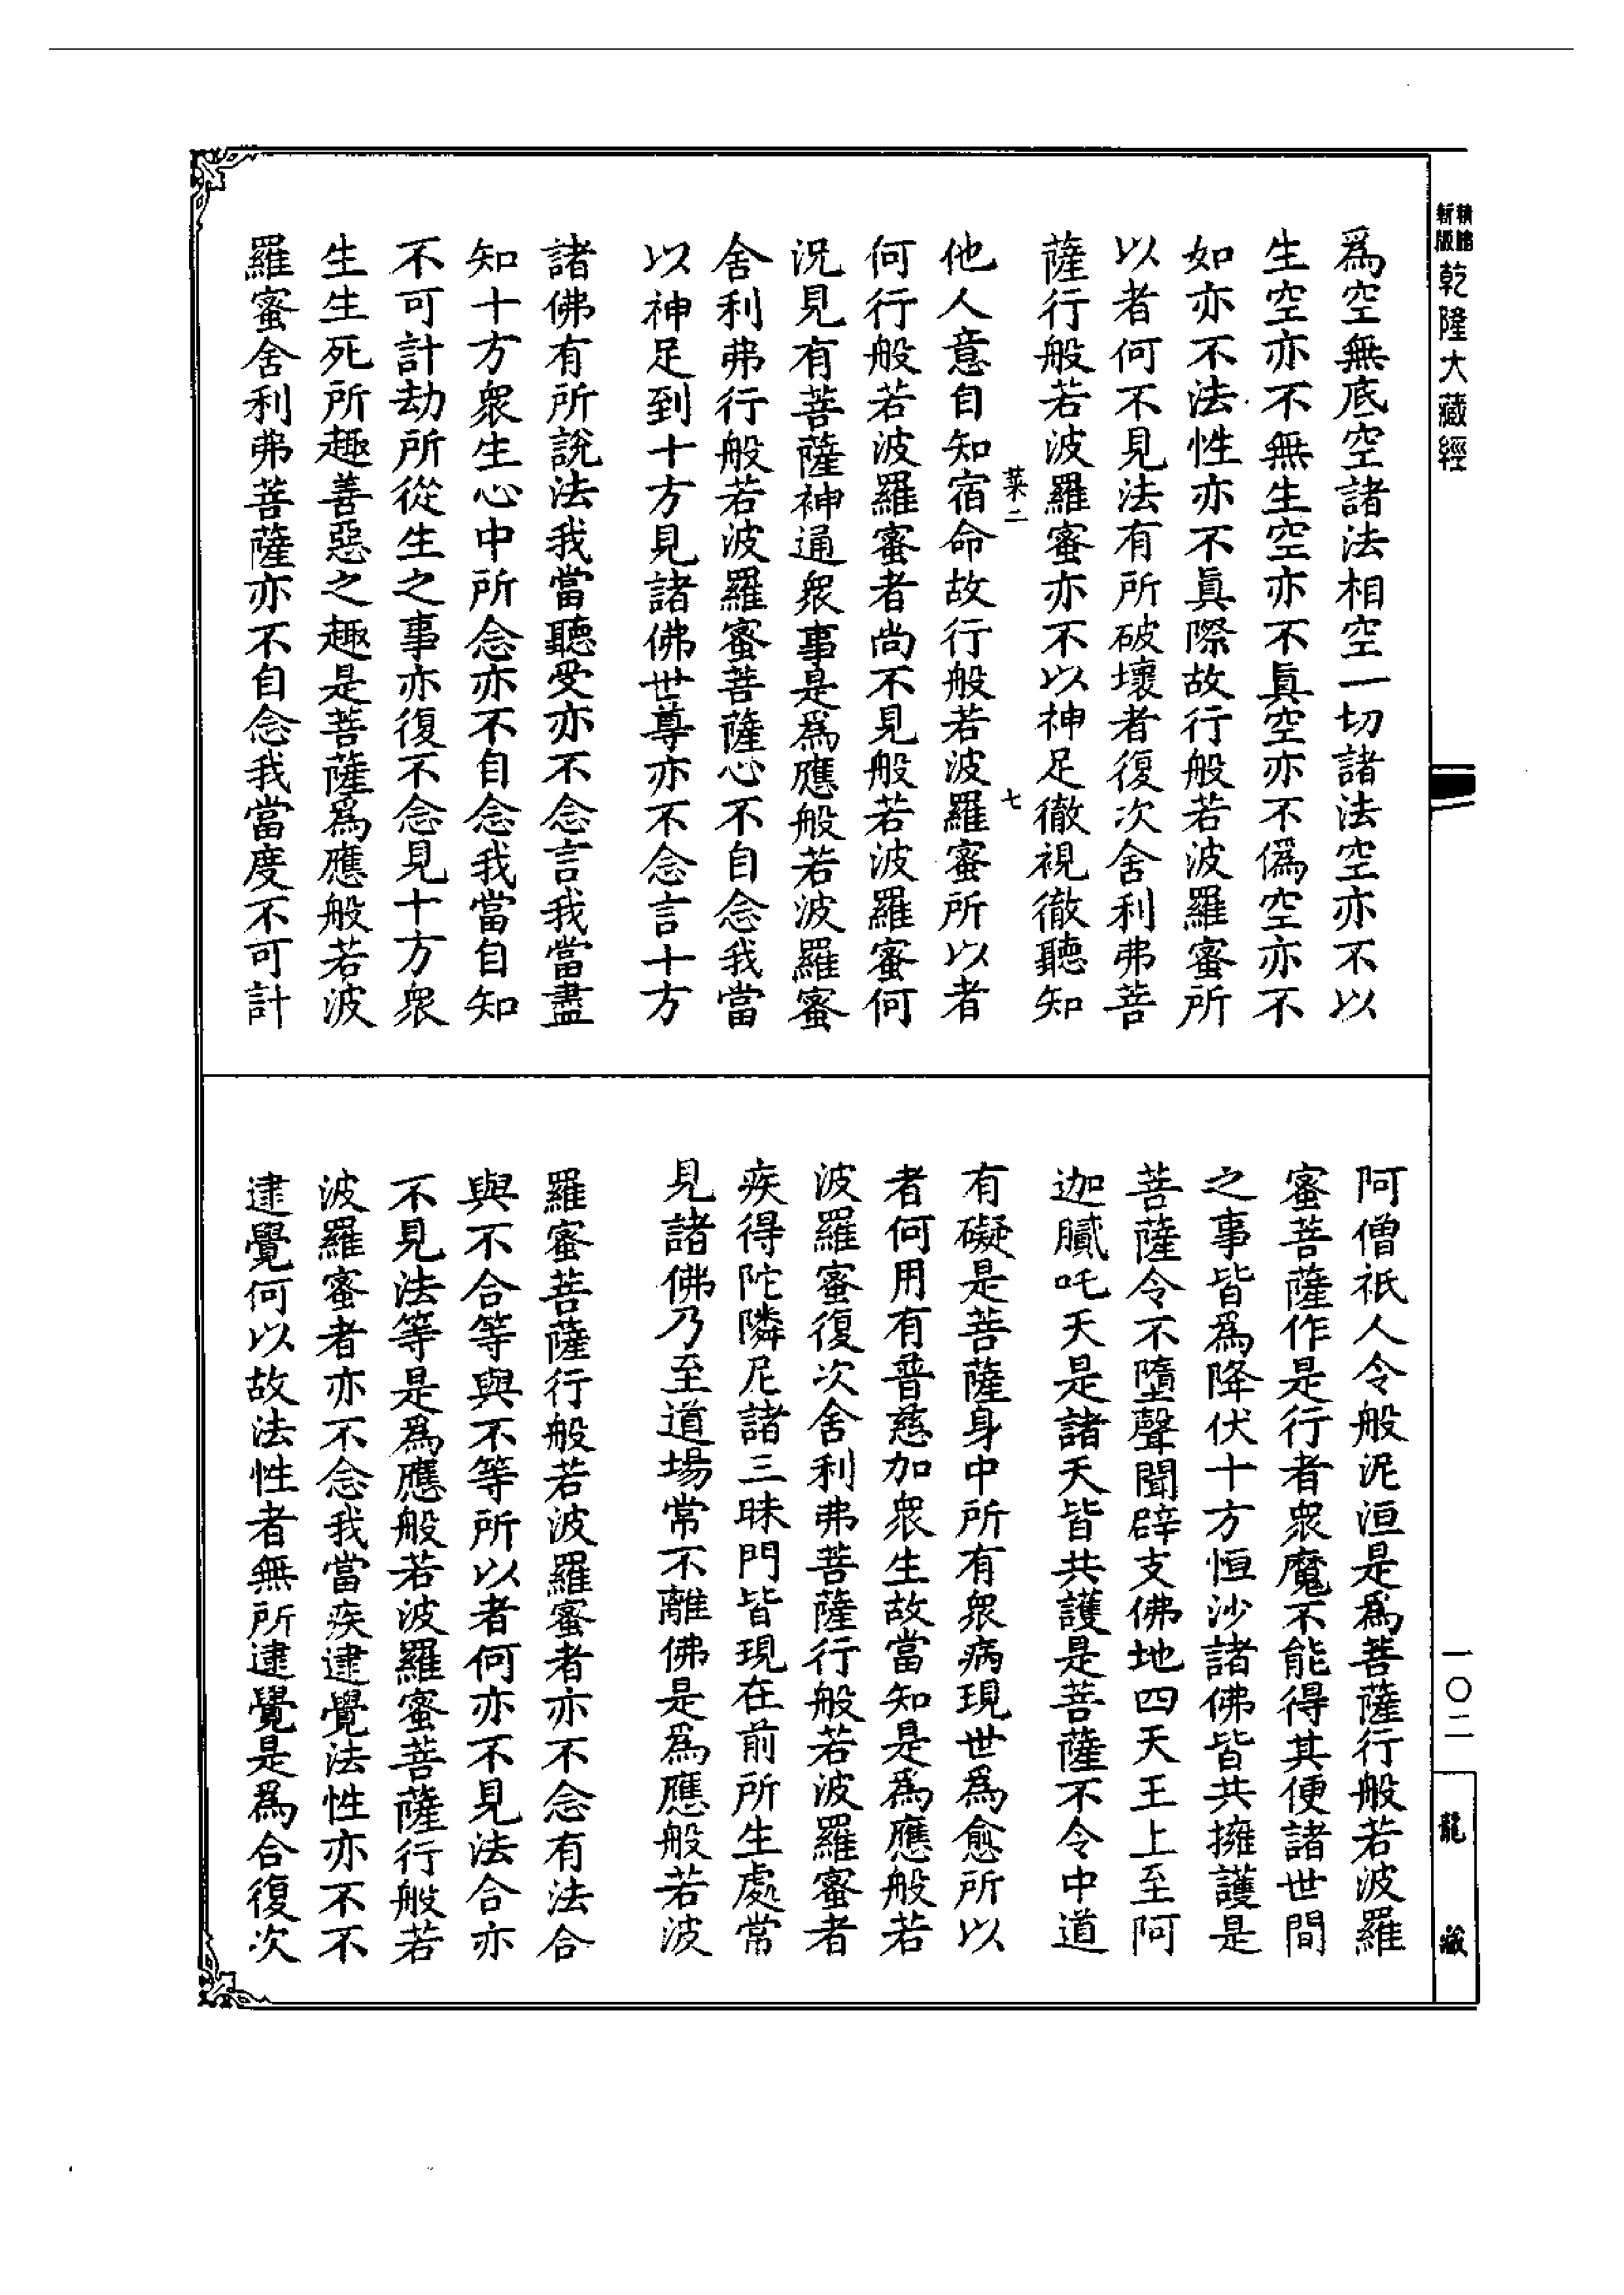 新版
精縮
乾隆大藏經
爲空無底空諸法相空一切諸法空亦不以
生空亦不無生空亦不眞空亦不僞空亦不
如亦不法性亦不眞際故行般若波羅蜜所
以者何不見法有所破壞者復次舍利弗菩
薩行般若波羅蜜亦不以神足徹視徹聽知
菜二 七
他人意自知宿命故行般若波羅蜜所以者
何行般若波羅蜜者尚不見般若波羅蜜何
況見有菩薩神通衆事是爲應般若波羅蜜
舍利弗行般若波羅蜜菩薩心不自念我當
以神足到十方見諸佛世尊亦不念言十方
諸佛有所說法我當聽受亦不念言我當盡
知十方衆生心中所念亦不自念我當自知
不可計劫所從生之事亦復不念見十方衆
生生死所趣善惡之趣是菩薩爲應般若波
羅蜜舍利弗菩薩亦不自念我當度不可計
阿僧祇人令般泥洹是爲菩薩行般若波羅
蜜菩薩作是行者衆魔不能得其便諸世間
之事皆爲降伏十方恒沙諸佛皆共擁護是
菩薩令不墮聲聞辟支佛地四天王上至阿
迦膩吒天是諸天皆共護是菩薩不令中道
有礙是菩薩身中所有衆病現世爲愈所以
者何用有普慈加衆生故當知是爲應般若
波羅蜜復次舍利弗菩薩行般若波羅蜜者
疾得陀隣尼諸三昧門皆現在前所生處常
見諸佛乃至道場常不離佛是爲應般若波
羅蜜菩薩行般若波羅蜜者亦不念有法合
與不合等與不等所以者何亦不見法合亦
不見法等是爲應般若波羅蜜菩薩行般若
波羅蜜者亦不念我當疾逮覺法性亦不不
逮覺何以故法性者無所逮覺是爲合復次
一〇二
龍藏